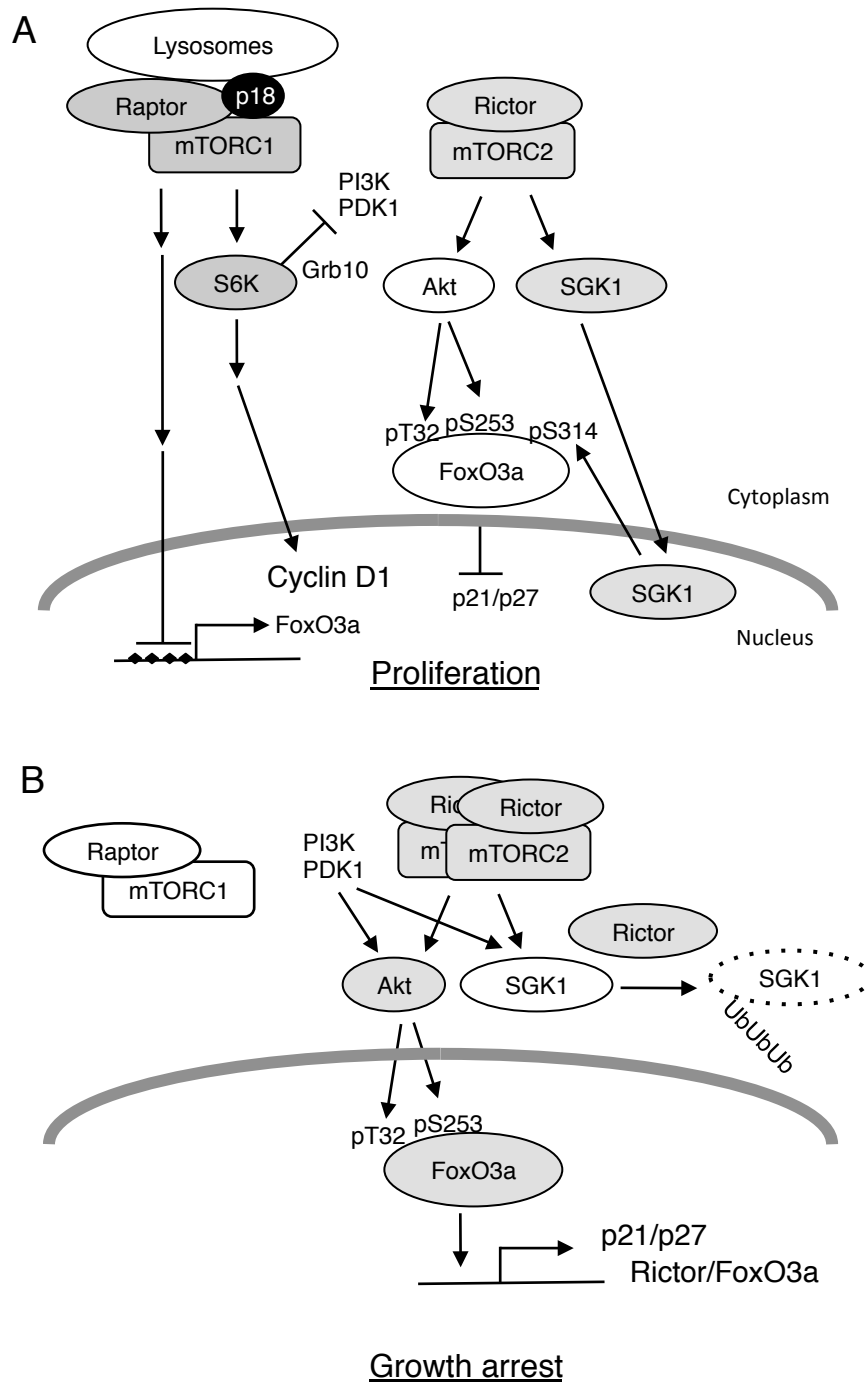 A
Lysosomes
p18
Raptor
mTORC1
Rictor
mTORC2
PI3K
PDK1
Grb10
S6K
Akt
SGK1
pT32
pS253
pS314
FoxO3a
Cytoplasm
Cyclin D1
p21/p27
SGK1
FoxO3a
Nucleus
Proliferation
B
Rictor
mTORC2
Raptor
mTORC1
PI3K
PDK1
Rictor
Akt
SGK1
SGK1
UbUbUb
pT32
pS253
FoxO3a
p21/p27
Rictor/FoxO3a
Growth arrest